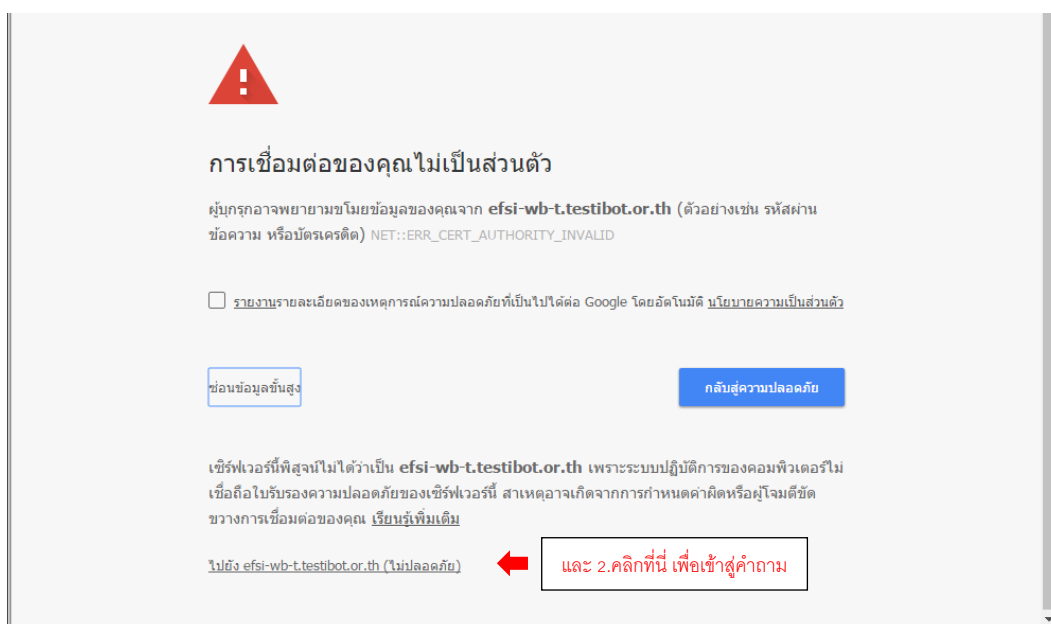 การเชื่อมต่อของคุณไม่เป็นส่วนตัว
ผู้บุกรุกอาจพยายามขโมยข้อมูลของคุณจาก efsi-wb-t.testibot.or.th (ตัวอย่างเช่น รหัสผ่าน
ข้อความ หรือบัตรเครดิต) NET::ERR_CERT_AUTHORITY_INVALID
รายงานรายละเอียดของเหตุการณ์ความปลอดภัยที่เป็นไปได้ต่อ Google โดยอัตโนมัติ นโยบายความเป็นส่วนตัว
ซ่อนข้อมูลขั้นสูง
กลับสู่ความปลอดภัย
เซิร์ฟเวอร์นี้พิสูจน์ไม่ได้ว่าเป็น efsi-wb-t.testibot.or.th เพราะระบบปฏิบัติการของคอมพิวเตอร์ไม่
เชื่อถือใบรับรองความปลอดภัยของเซิร์ฟเวอร์นี้ สาเหตุอาจเกิดจากการกำหนดค่าผิดหรือผู้โจมตีขัด
ขวางการเชื่อมต่อของคุณ เรียนรู้เพิ่มเติม
ไปยัง efsi-wb-t.testibot.or.th (ไม่ปลอดภัย)
และ 2.คลิกที่นี่ เพื่อเข้าสู่คำถาม